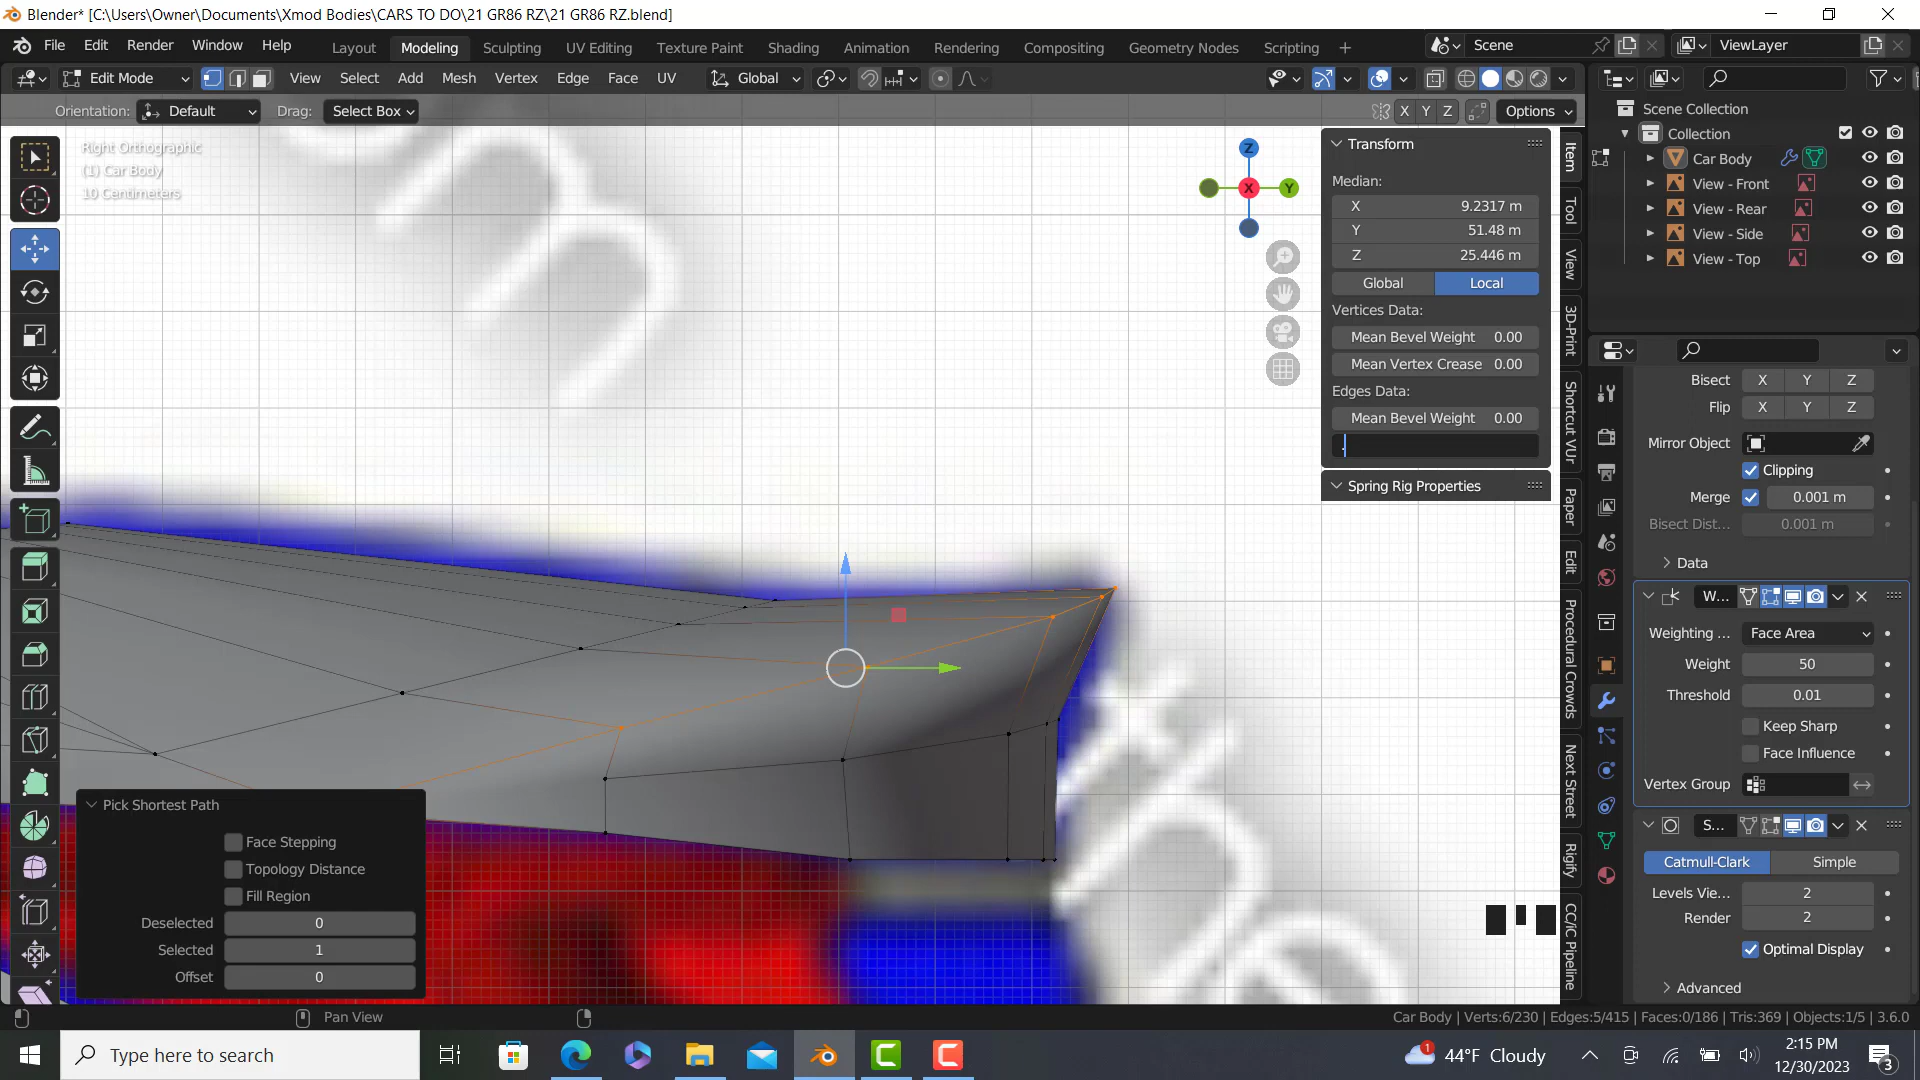 Blender* [C:\Users\Owner\Documents\Xmod Bodies\CARS TO DO\21 GR86 RZ\21 GR86 RZ.blend]
File Edit Render Window Help Layout Modeling Sculpting UV Editing Texture Paint Shading Animation Rendering Compositing Geometry Nodes Scripting + Scene ViewLayer
Edit Mode View Select Add Mesh Vertex Edge Face UV Global
Orientation: Default Drag: Select Box X Y Z Options
Right Orthographic
(1) Car Body
10 Centimeters
Z
X
Y
Transform
Median:
X 9.2317 m
Y 51.48 m
Z 25.446 m
Global Local
Vertices Data:
Mean Bevel Weight 0.00
Mean Vertex Crease 0.00
Edges Data:
Mean Bevel Weight 0.00
.
Spring Rig Properties
Item
Tool
View
3D-Print
Shortcut VUr
Paper
Edit
Procedural Crowds
Next Street
Rigify
CC/iC Pipeline
Scene Collection
Collection
Car Body
View - Front
View - Rear
View - Side
View - Top
Bisect X Y Z
Flip X Y Z
Mirror Object
Clipping
Merge 0.001 m
Bisect Dist... 0.001 m
Data
W...
Weighting ... Face Area
Weight 50
Threshold 0.01
Keep Sharp
Face Influence
Vertex Group
S...
Catmull-Clark Simple
Levels Vie... 2
Render 2
Optimal Display
Advanced
Pick Shortest Path
Face Stepping
Topology Distance
Fill Region
Deselected 0
Selected 1
Offset 0
Pan View
Car Body | Verts:6/230 | Edges:5/415 | Faces:0/186 | Tris:369 | Objects:1/5 | 3.6.0
Type here to search
1
44°F Cloudy
2:15 PM
12/30/2023
3